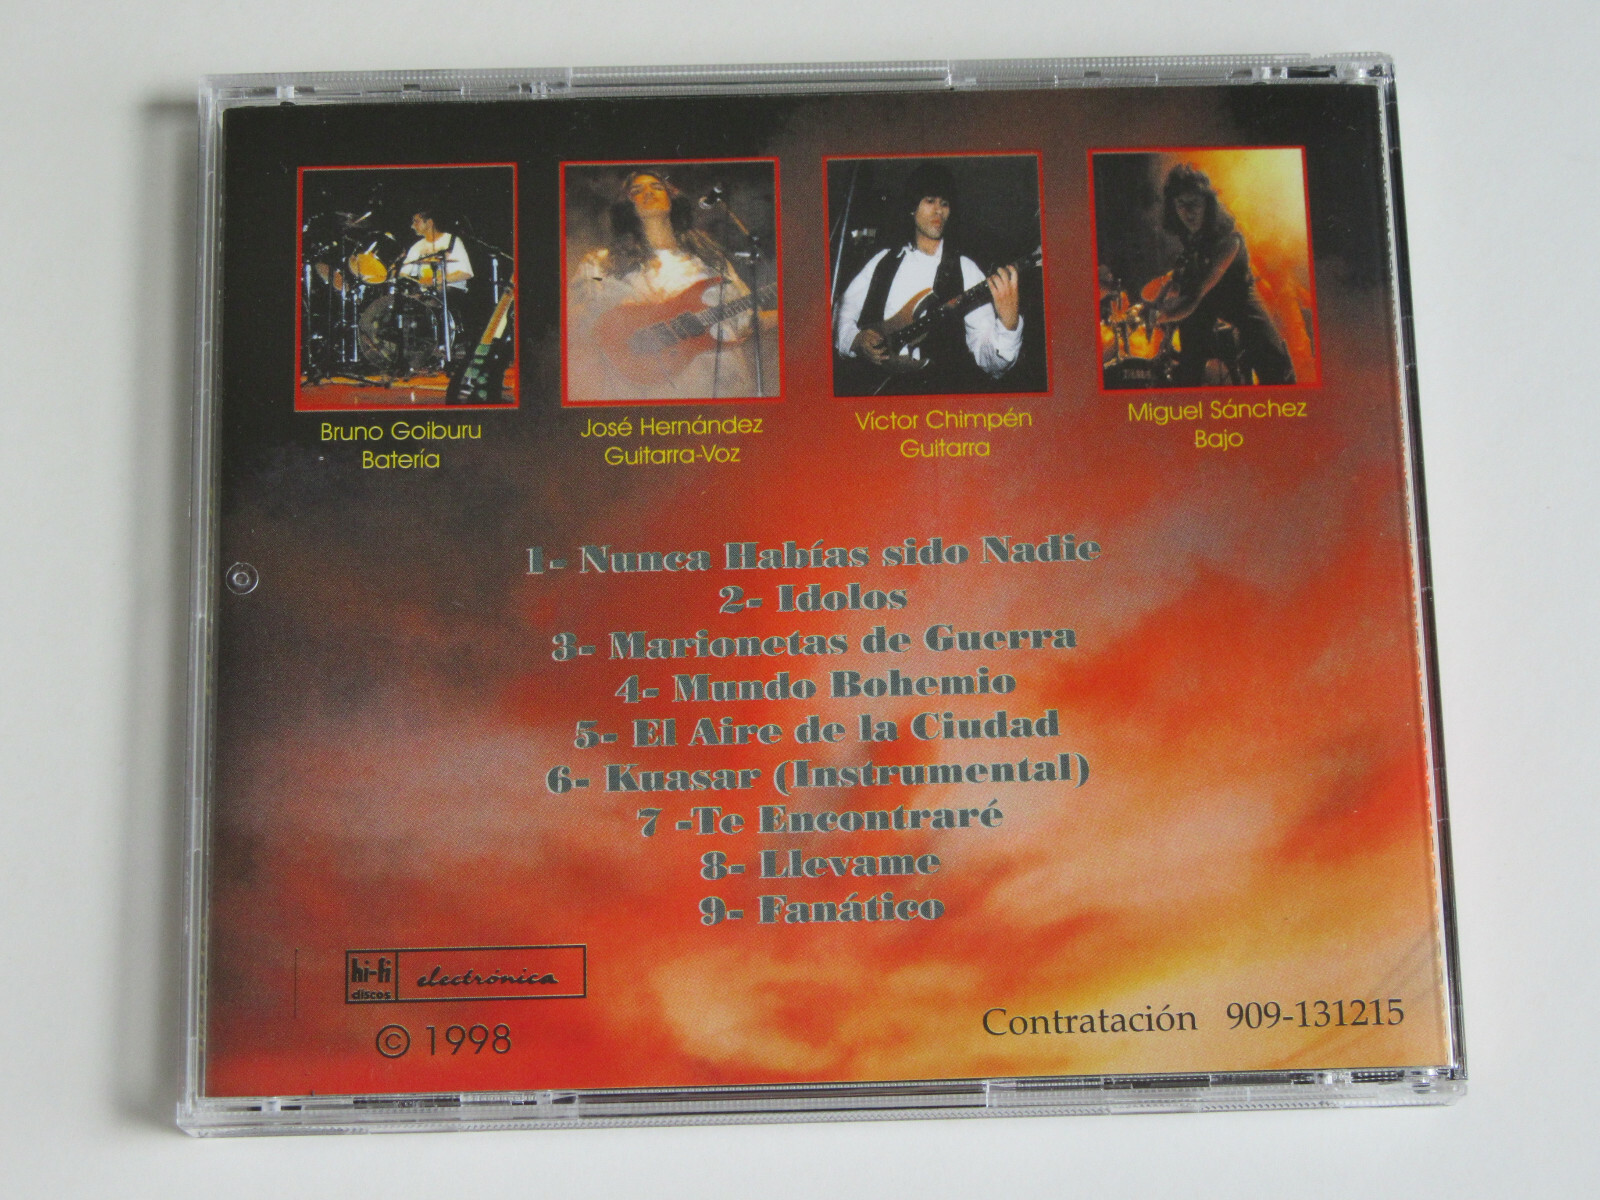 Bruno Goiburu
Batería
José Hernández
Guitarra-Voz
Víctor Chimpén
Guitarra
Miguel Sánchez
Bajo
1- Nunca Habías sido Nadie
2- Idolos
3- Marionetas de Guerra
4- Mundo Bohemio
5- El Aire de la Ciudad
6- Kuasar (Instrumental)
7 -Te Encontraré
8- Llevame
9- Fanático
hi-fi
discos
electrónica
© 1998
Contratación 909-131215
TAMA